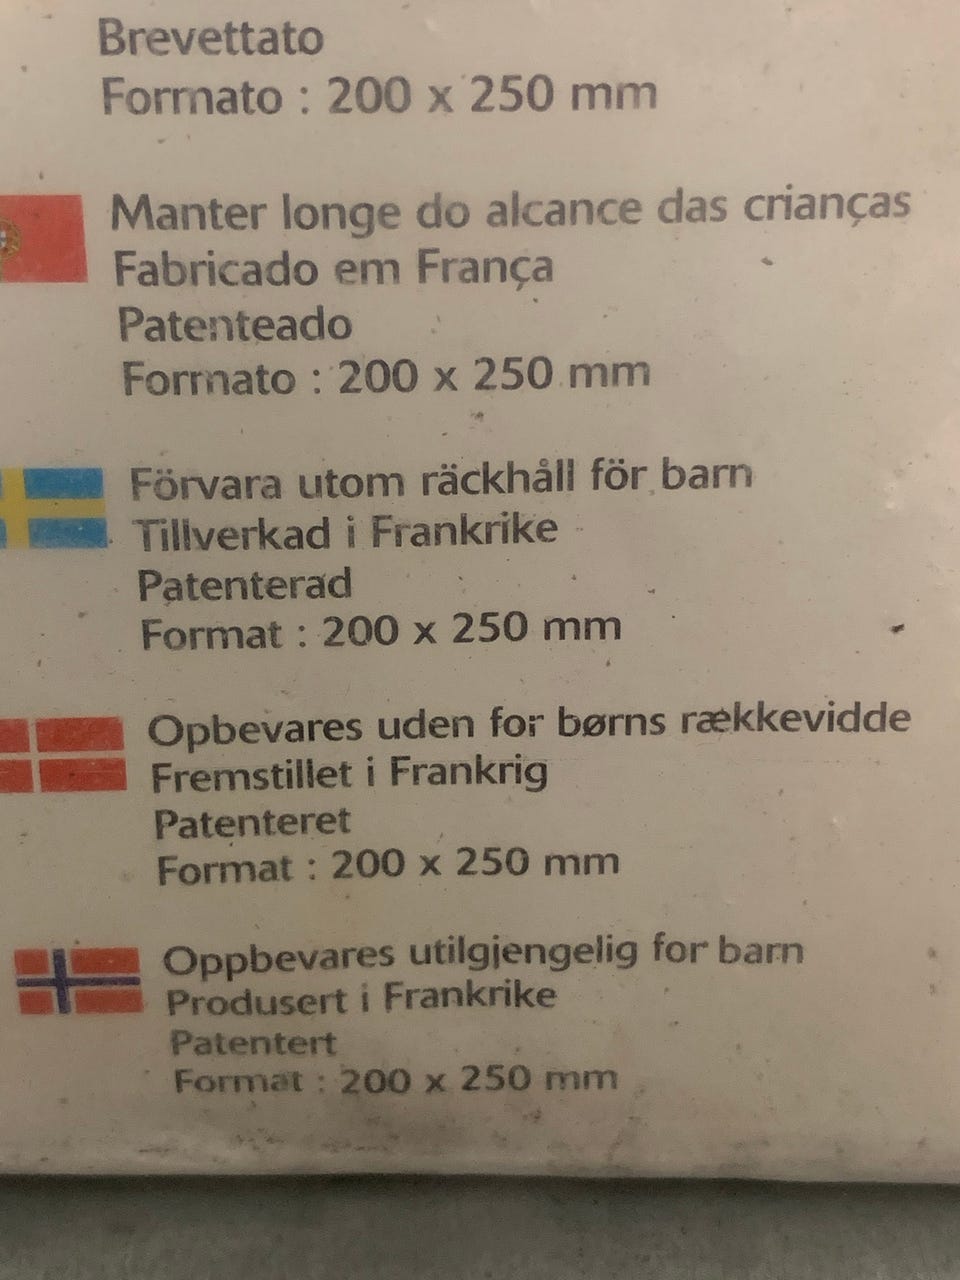 Brevettato
Formato : 200 x 250 mm
Manter longe do alcance das crianças
Fabricado em França
Patenteado
Formato : 200 x 250 mm
Förvara utom räckhåll för barn
Tillverkad i Frankrike
Patenterad
Format : 200 x 250 mm
Opbevares uden for børns rækkevidde
Fremstillet i Frankrig
Patenteret
Format : 200 x 250 mm
Oppbevares utilgjengelig for barn
Produsert i Frankrike
Patentert
Format : 200 x 250 mm